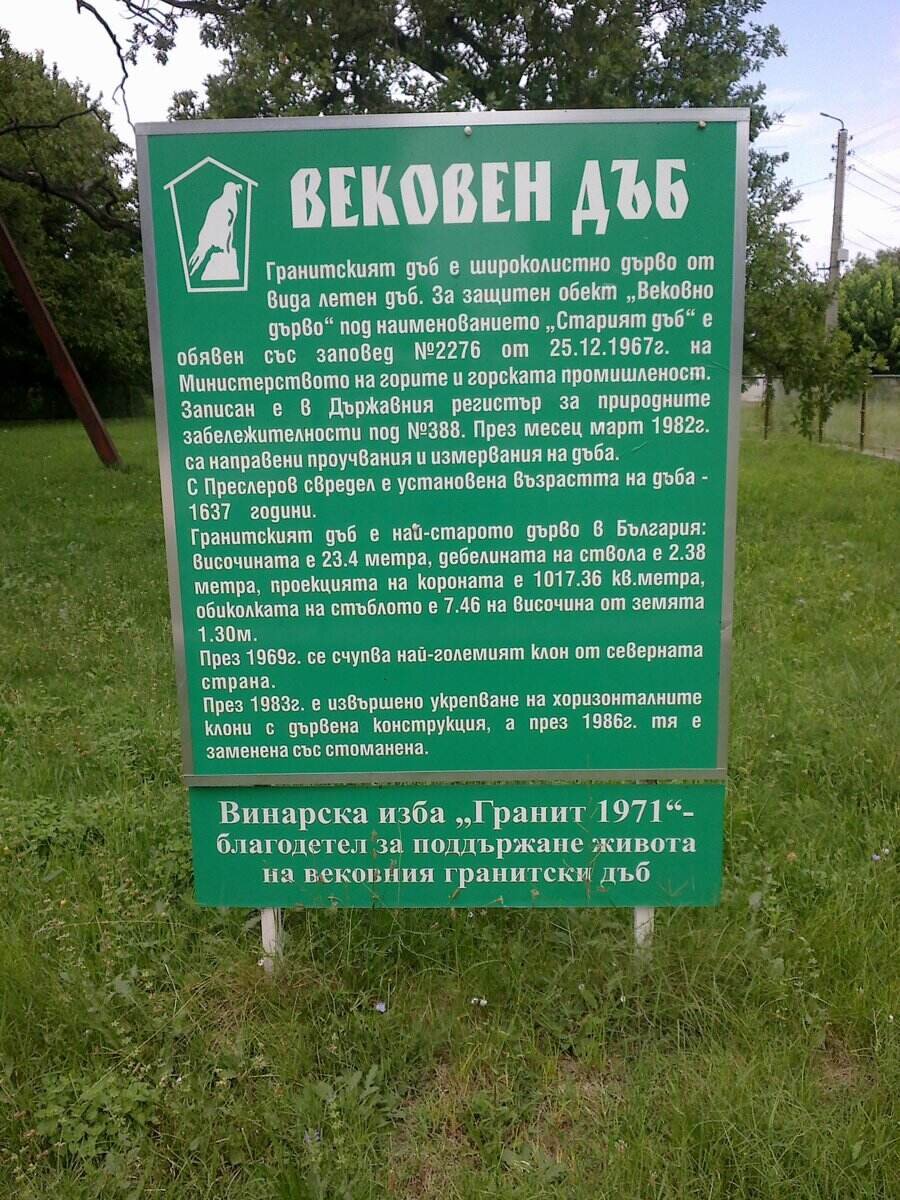 ВЕКОВЕН ДЪБ
Гранитският дъб е широколистно дърво от
вида летен дъб. За защитен обект „Вековно
дърво“ под наименованието „Старият дъб“ е
обявен със заповед №2276 от 25.12.1967г. на
Министерството на горите и горската промишленост.
Записан е в Държавния регистър за природните
забележителности под №388. През месец март 1982г.
са направени проучвания и измервания на дъба.
С Преслеров свредел е установена възрастта на дъба -
1637 години.
Гранитският дъб е най-старото дърво в България:
височината е 23.4 метра, дебелината на ствола е 2.38
метра, проекцията на короната е 1017.36 кв.метра,
обиколката на стъблото е 7.46 на височина от земята
1.30м.
През 1969г. се счупва най-големият клон от северната
страна.
През 1983г. е извършено укрепване на хоризонталните
клони с дървена конструкция, а през 1986г. тя е
заменена със стоманена.
Винарска изба „Гранит 1971“-
благодетел за поддържане живота
на вековния гранитски дъб